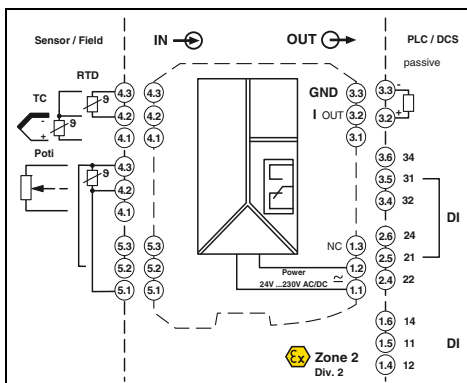 Sensor / Field
IN
OUT
PLC / DCS
passive
RTD
TC
ϑ
ϑ
-
+
4.3
4.2
4.1
4.3
4.2
4.1
GND
I OUT
3.3
3.2
3.1
3.3
3.2
-
+
Poti
ϑ
4.3
4.2
4.1
3.6 34
3.5 31
3.4 32
DI
5.3
5.2
5.1
5.3
5.2
5.1
NC 1.3
1.2
1.1
Power
24V ...230V AC/DC
2.6 24
2.5 21
2.4 22
1.6 14
1.5 11
1.4 12
DI
Ex
Zone 2
Div. 2